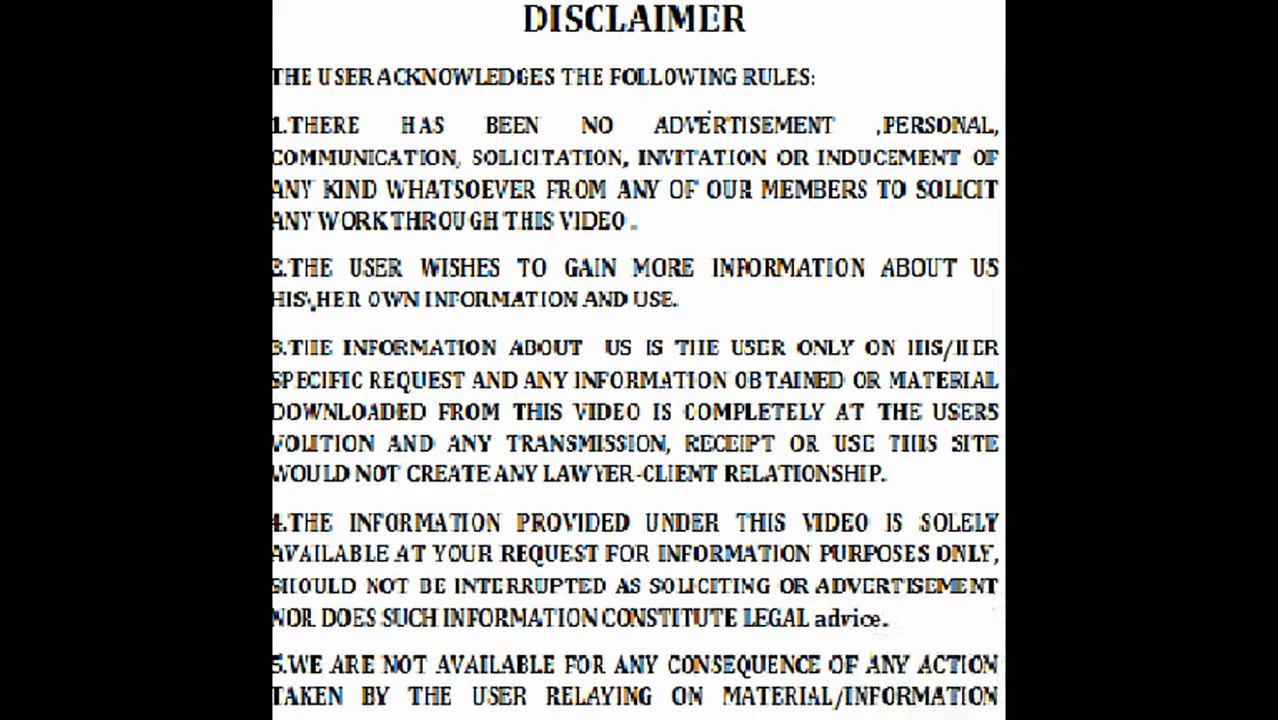 DISCLAIMER
THE USER ACKNOWLEDGES THE FOLLOWING RULES:
1.THERE HAS BEEN NO ADVERTISEMENT ,PERSONAL,
COMMUNICATION, SOLICITATION, INVITATION OR INDUCEMENT OF
ANY KIND WHATSOEVER FROM ANY OF OUR MEMBERS TO SOLICIT
ANY WORK THROUGH THIS VIDEO .
2.THE USER WISHES TO GAIN MORE INFORMATION ABOUT US
HIS\HER OWN INFORMATION AND USE.
3.THE INFORMATION ABOUT US IS THE USER ONLY ON HIS/HER
SPECIFIC REQUEST AND ANY INFORMATION OBTAINED OR MATERIAL
DOWNLOADED FROM THIS VIDEO IS COMPLETELY AT THE USERS
VOLITION AND ANY TRANSMISSION, RECEIPT OR USE THIS SITE
WOULD NOT CREATE ANY LAWYER-CLIENT RELATIONSHIP.
4.THE INFORMATION PROVIDED UNDER THIS VIDEO IS SOLELY
AVAILABLE AT YOUR REQUEST FOR INFORMATION PURPOSES ONLY,
SHOULD NOT BE INTERRUPTED AS SOLICITING OR ADVERTISEMENT
NOR DOES SUCH INFORMATION CONSTITUTE LEGAL advice.
5.WE ARE NOT AVAILABLE FOR ANY CONSEQUENCE OF ANY ACTION
TAKEN BY THE USER RELAYING ON MATERIAL/INFORMATION